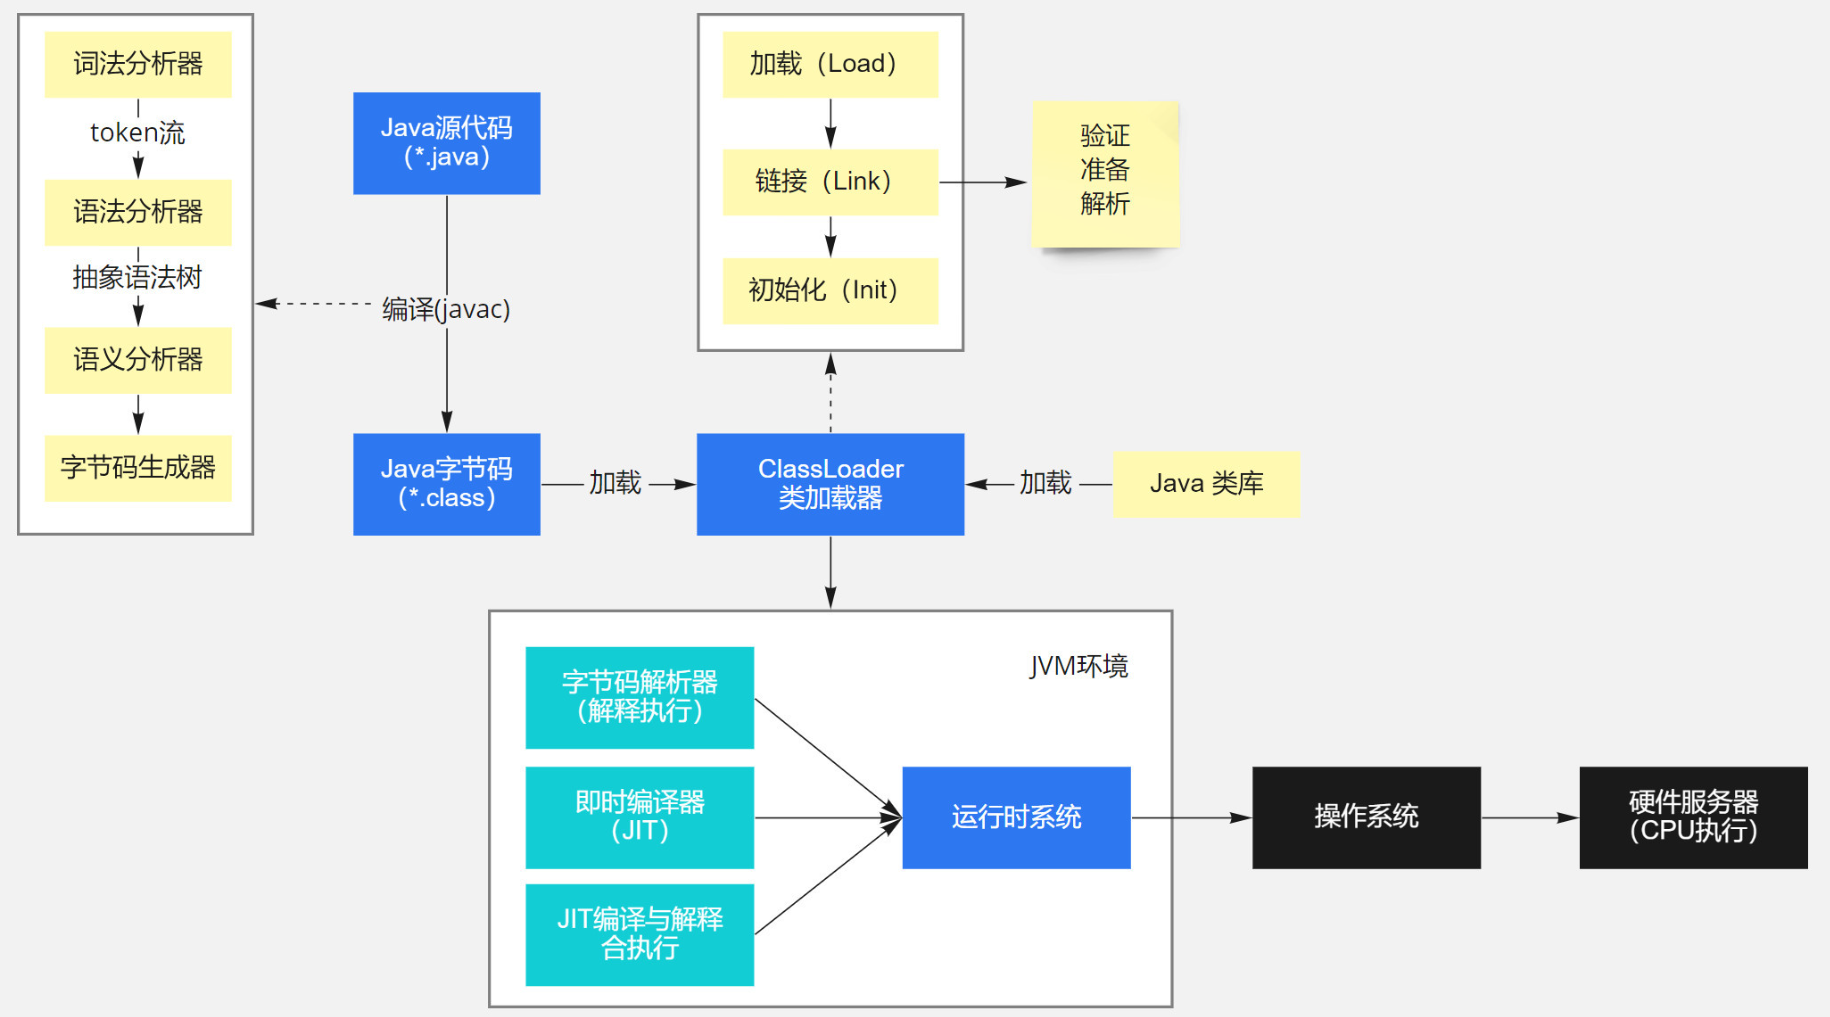 词法分析器
token流
语法分析器
抽象语法树
语义分析器
字节码生成器
Java源代码
（*.java）
编译(javac)
Java字节码
（*.class）
加载
加载（Load）
链接（Link）
初始化（Init）
验证
准备
解析
ClassLoader
类加载器
加载
Java 类库
JVM环境
字节码解析器
（解释执行）
即时编译器
（JIT）
JIT编译与解释
合执行
运行时系统
操作系统
硬件服务器
（CPU执行）